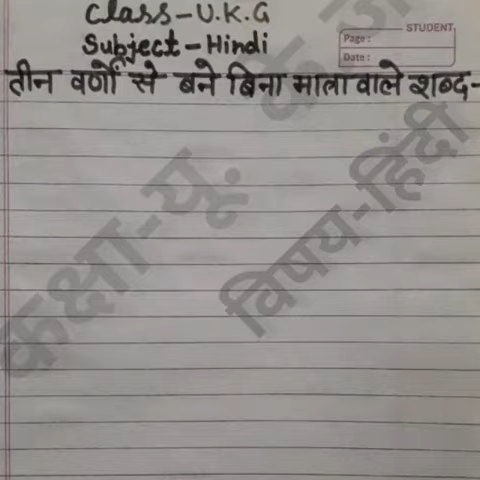 Class-U.K.G
Subject-Hindi
STUDENT
Page:
Date:
तीन वर्णों से बने बिना मात्रा वाले शब्द-
कक्षा-यू. के.
विषय-हिंदी